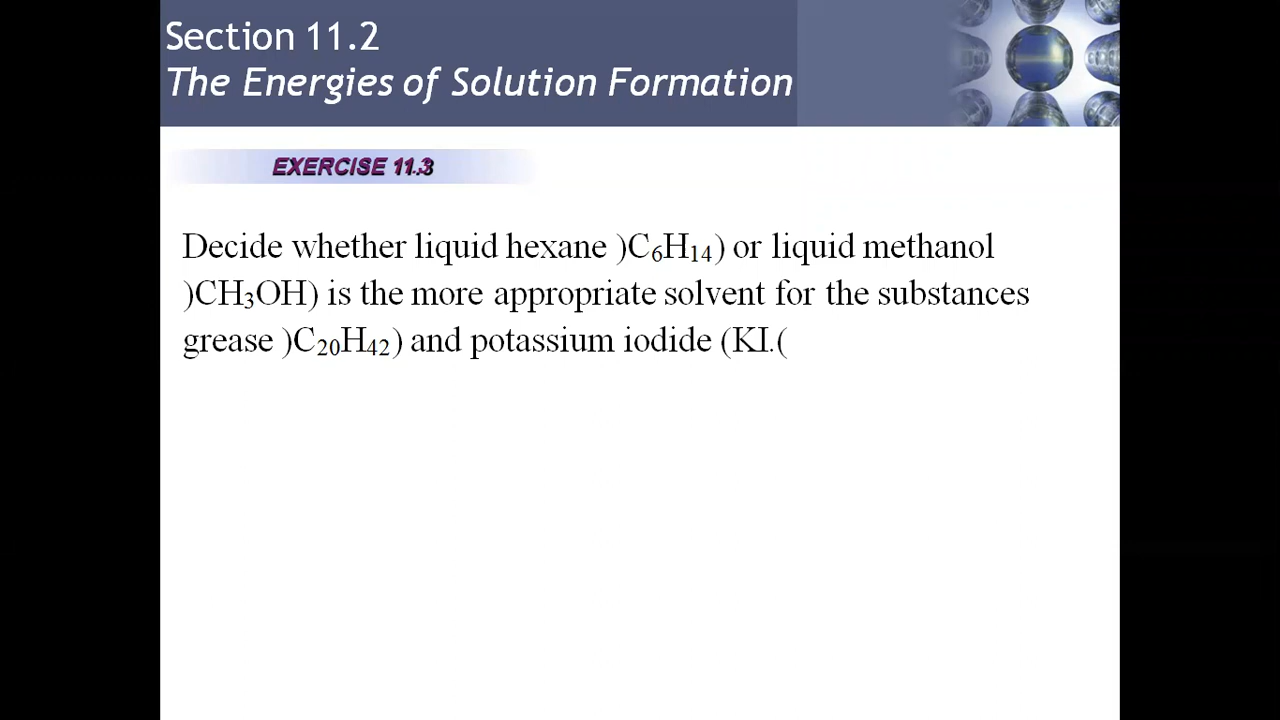 Section 11.2
The Energies of Solution Formation
EXERCISE 11.3
Decide whether liquid hexane )C₆H₁₄) or liquid methanol
)CH₃OH) is the more appropriate solvent for the substances
grease )C₂₀H₄₂) and potassium iodide (KI.(